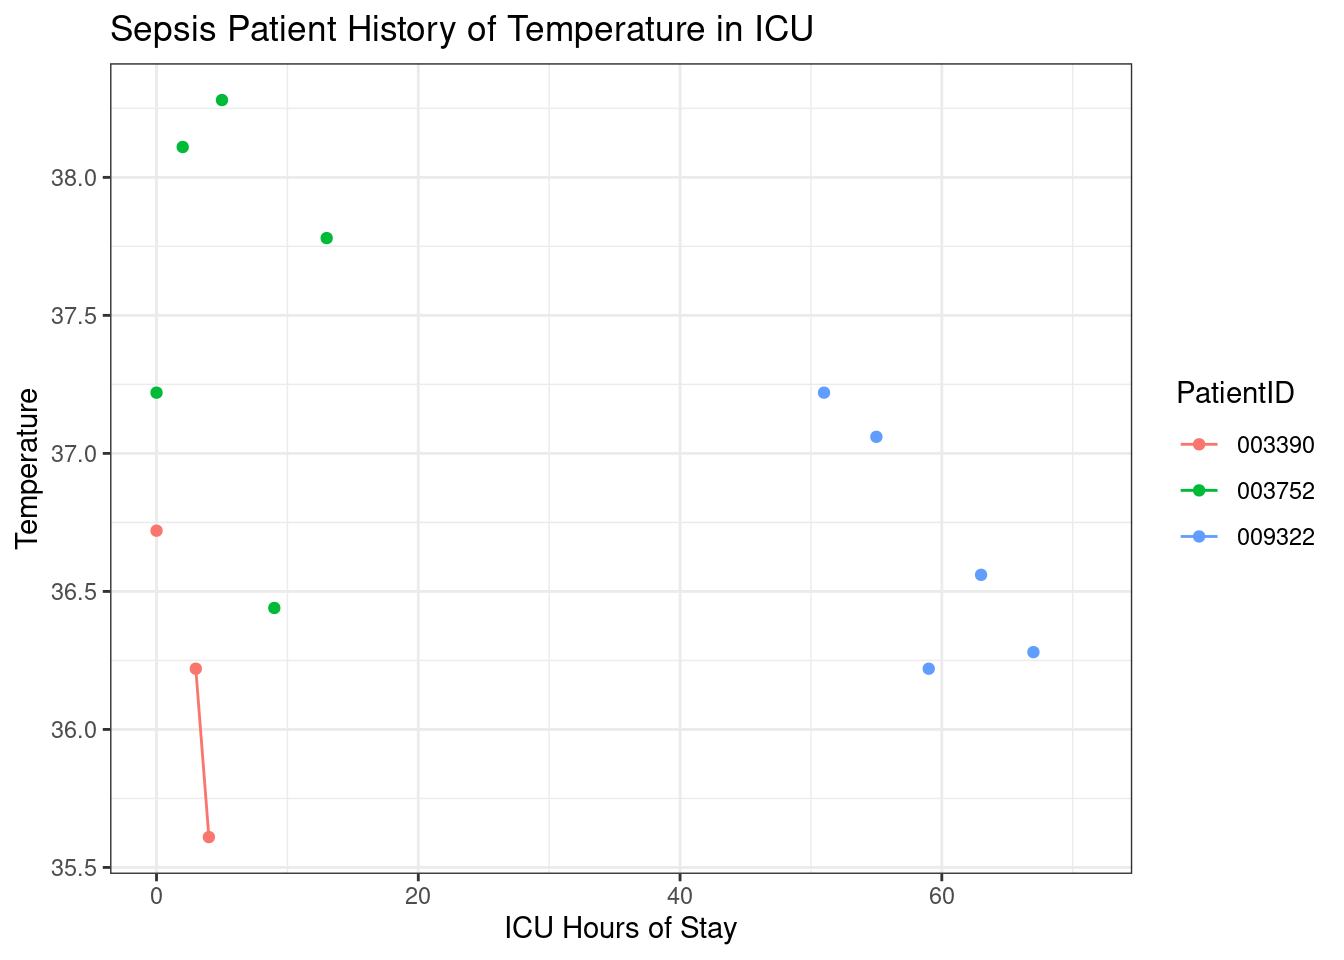 Sepsis Patient History of Temperature in ICU
38.0
37.5
37.0
36.5
36.0
35.5
Temperature
0 20 40 60
ICU Hours of Stay
PatientID
003390
003752
009322